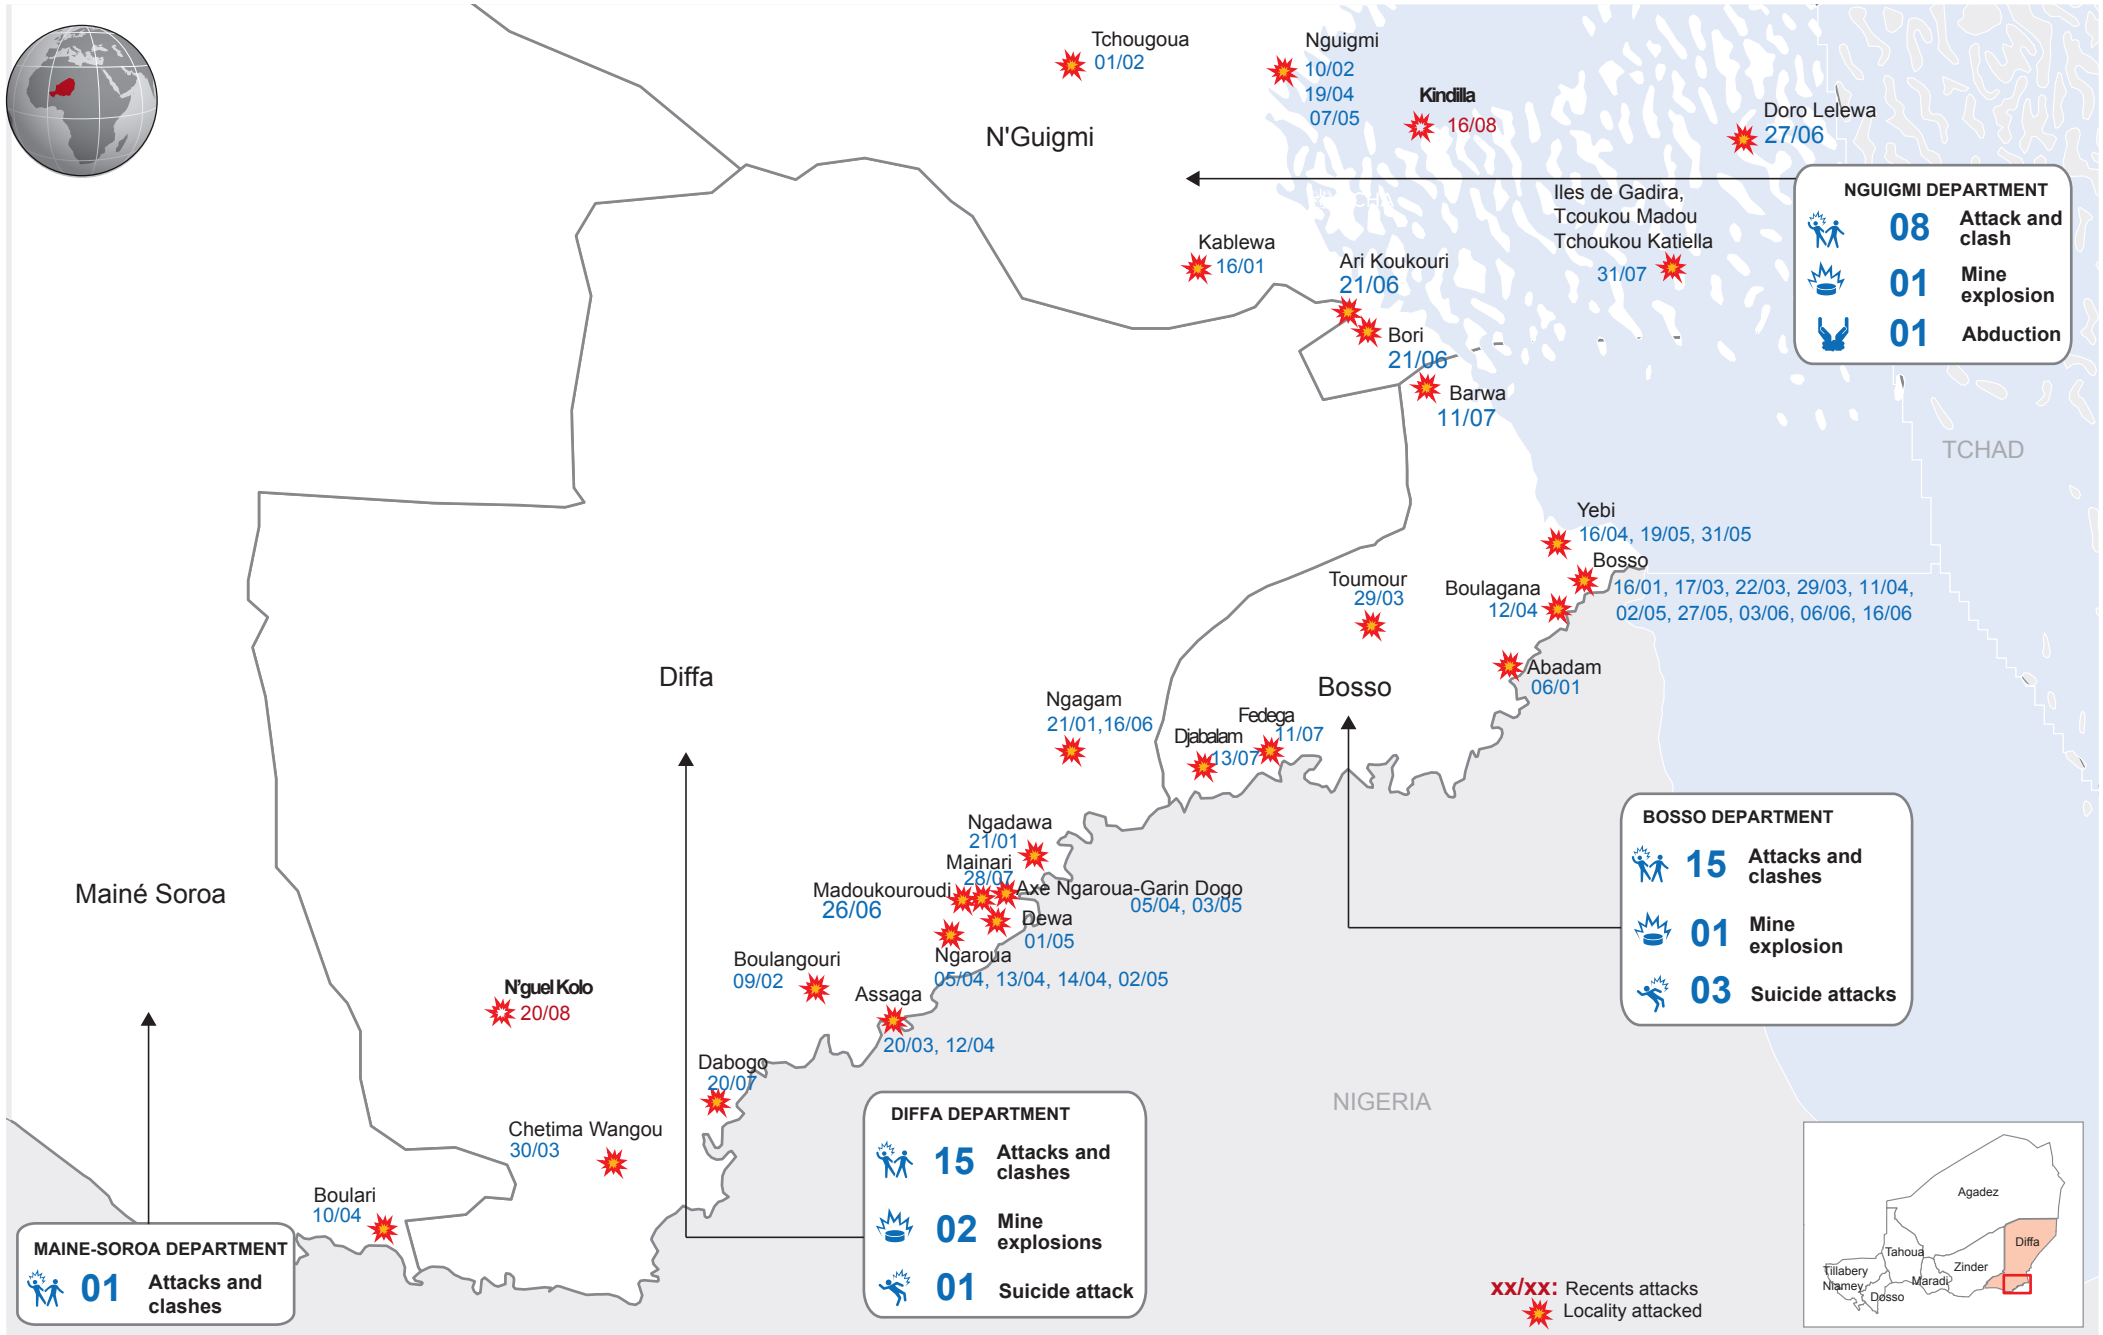 Tchougoua
01/02
Nguigmi
10/02
19/04
07/05
Kindilla
16/08
Doro Lelewa
27/06
N'Guigmi
Iles de Gadira,
Tcoukou Madou
Tchoukou Katiella
31/07
NGUIGMI DEPARTMENT
08 Attack and
clash
01 Mine
explosion
01 Abduction
Kablewa
16/01
Ari Koukouri
21/06
Bori
21/06
Barwa
11/07
TCHAD
Yebi
16/04, 19/05, 31/05
Bosso
16/01, 17/03, 22/03, 29/03, 11/04,
02/05, 27/05, 03/06, 06/06, 16/06
Toumour
29/03
Boulagana
12/04
Abadam
06/01
Diffa
Bosso
Ngagam
21/01,16/06
Fedega
11/07
Djabalam
13/07
BOSSO DEPARTMENT
15 Attacks and
clashes
01 Mine
explosion
03 Suicide attacks
Ngadawa
21/01
Mainari
28/07
Madoukouroudi
26/06
Axe Ngaroua-Garin Dogo
05/04, 03/05
Dewa
01/05
Ngaroua
05/04, 13/04, 14/04, 02/05
Mainé Soroa
Boulangouri
09/02
Assaga
20/03, 12/04
N'guel Kolo
20/08
Dabogo
20/07
Chetima Wangou
30/03
Boulari
10/04
NIGERIA
DIFFA DEPARTMENT
15 Attacks and
clashes
02 Mine
explosions
01 Suicide attack
MAINE-SOROA DEPARTMENT
01 Attacks and
clashes
xx/xx: Recents attacks
Locality attacked
Agadez
Diffa
Tahoua
Zinder
Tillabery
Maradi
Niamey
Dosso